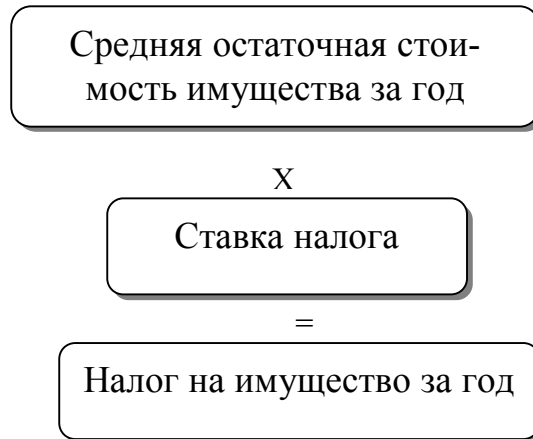 Средняя остаточная стои-
мость имущества за год
Х
Ставка налога
=
Налог на имущество за год